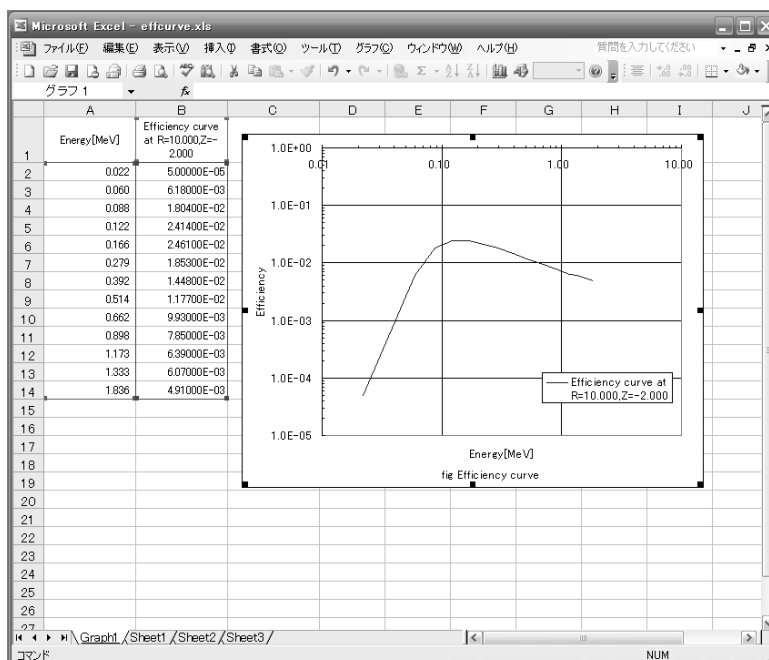 Microsoft Excel - effcurve.xls
ファイル(F) 編集(E) 表示(V) 挿入(I) 書式(O) ツール(T) グラフ(C) ウィンドウ(W) ヘルプ(H) 質問を入力してください
グラフ 1 fx
A B C D E F G H I J
1 Energy[MeV] Efficiency curve
at R=10.000,Z=-
2.000
2 0.022 5.00000E-05
3 0.060 6.18000E-03
4 0.088 1.80400E-02
5 0.122 2.41400E-02
6 0.166 2.46100E-02
7 0.279 1.85300E-02
8 0.392 1.44800E-02
9 0.514 1.17700E-02
10 0.662 9.93000E-03
11 0.898 7.85000E-03
12 1.173 6.39000E-03
13 1.333 6.07000E-03
14 1.836 4.91000E-03
15
16
17
18
19
20
21
22
23
24
25
26
27
1.0E+00
0.01 0.10 1.00 10.00
1.0E-01
1.0E-02
1.0E-03
1.0E-04
1.0E-05
Efficiency
Efficiency curve at
R=10.000,Z=-2.000
Energy[MeV]
fig Efficiency curve
Graph1 Sheet1 Sheet2 Sheet3
コマンド NUM